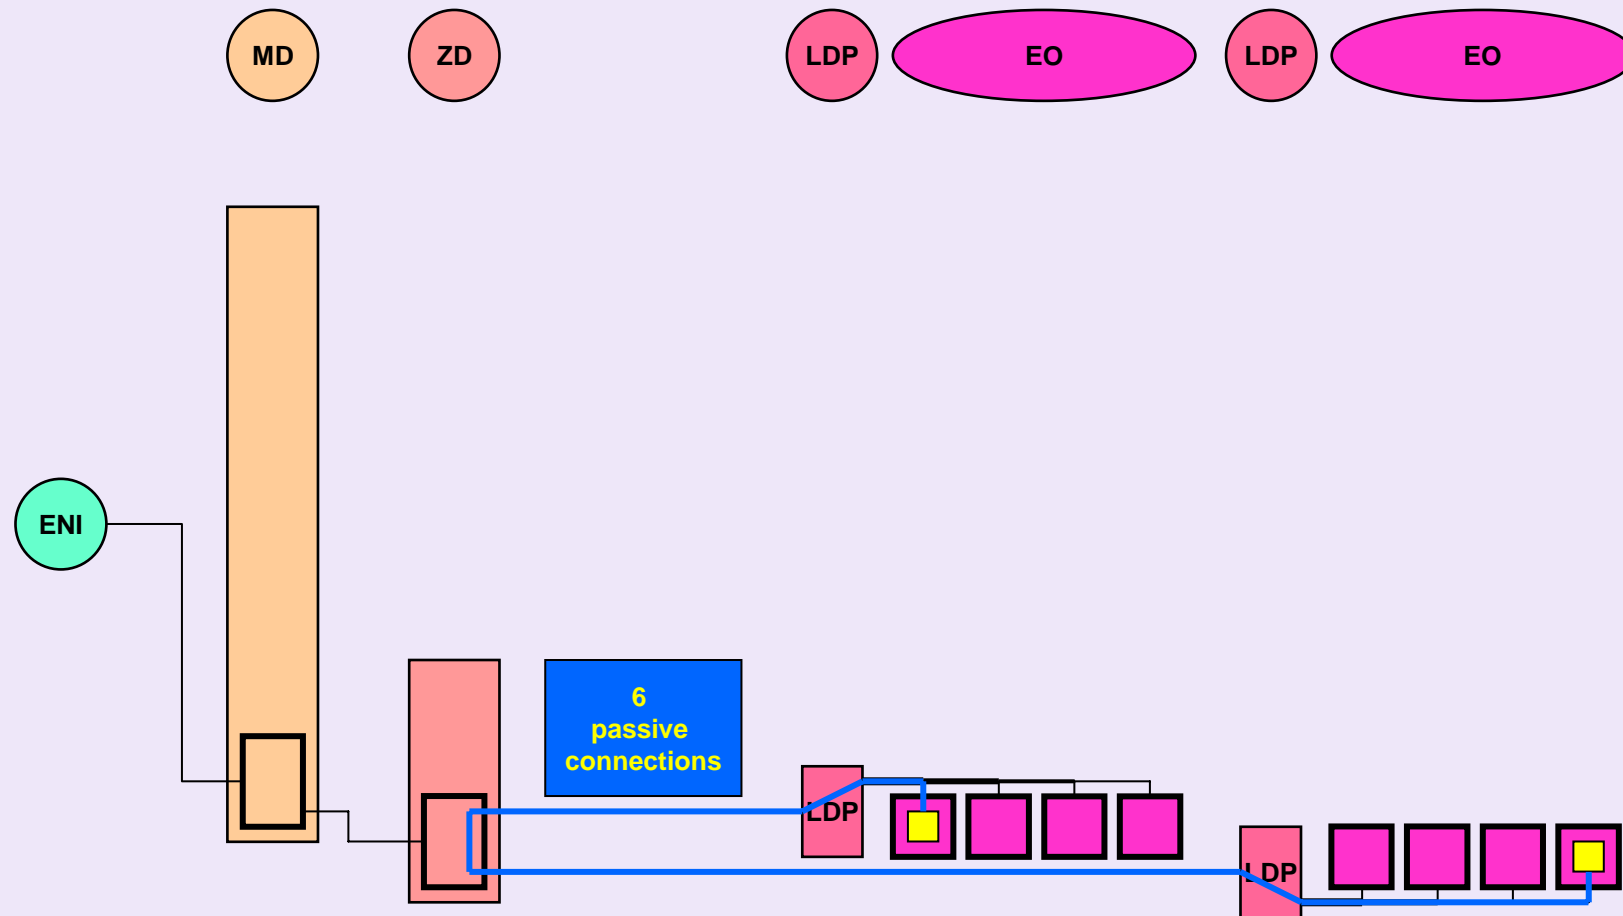 MD
ZD
LDP
EO
LDP
EO
ENI
6
passive
connections
LDP
LDP